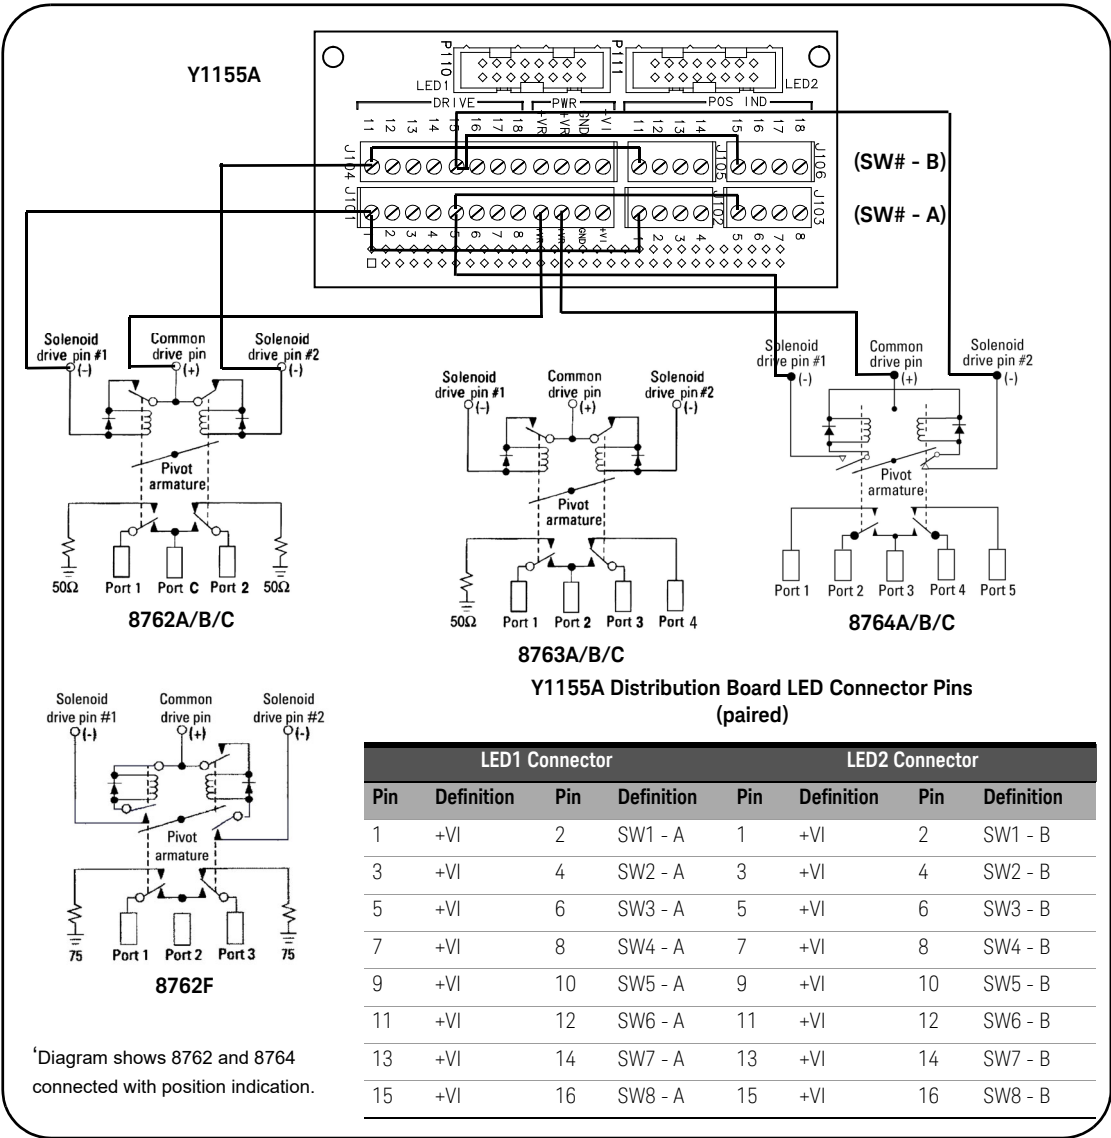 Y1155A
P110
P111
LED1
LED2
DRIVE
PWR
POS IND
11 12 13 14 15 16 17 18 +VR +VR GND +VI 11 12 13 14 15 16 17 18
J104
J105
J106
(SW# - B)
J101
J102
J103
(SW# - A)
1 2 3 4 5 6 7 8 +VR +VR GND +VI 1 2 3 4 5 6 7 8
Solenoid
drive pin #1
(-)
Common
drive pin
(+)
Solenoid
drive pin #2
(-)
Pivot
armature
50Ω
Port 1
Port C
Port 2
50Ω
8762A/B/C
Solenoid
drive pin #1
(-)
Common
drive pin
(+)
Solenoid
drive pin #2
(-)
Pivot
armature
50Ω
Port 1
Port 2
Port 3
Port 4
8763A/B/C
Solenoid
drive pin #1
(-)
Common
drive pin
(+)
Solenoid
drive pin #2
(-)
Pivot
armature
Port 1
Port 2
Port 3
Port 4
Port 5
8764A/B/C
Solenoid
drive pin #1
(-)
Common
drive pin
(+)
Solenoid
drive pin #2
(-)
Pivot
armature
75
Port 1
Port 2
Port 3
75
8762F
‘Diagram shows 8762 and 8764
connected with position indication.
Y1155A Distribution Board LED Connector Pins
(paired)
LED1 Connector LED2 Connector
Pin Definition Pin Definition Pin Definition Pin Definition
1 +VI 2 SW1 - A 1 +VI 2 SW1 - B
3 +VI 4 SW2 - A 3 +VI 4 SW2 - B
5 +VI 6 SW3 - A 5 +VI 6 SW3 - B
7 +VI 8 SW4 - A 7 +VI 8 SW4 - B
9 +VI 10 SW5 - A 9 +VI 10 SW5 - B
11 +VI 12 SW6 - A 11 +VI 12 SW6 - B
13 +VI 14 SW7 - A 13 +VI 14 SW7 - B
15 +VI 16 SW8 - A 15 +VI 16 SW8 - B